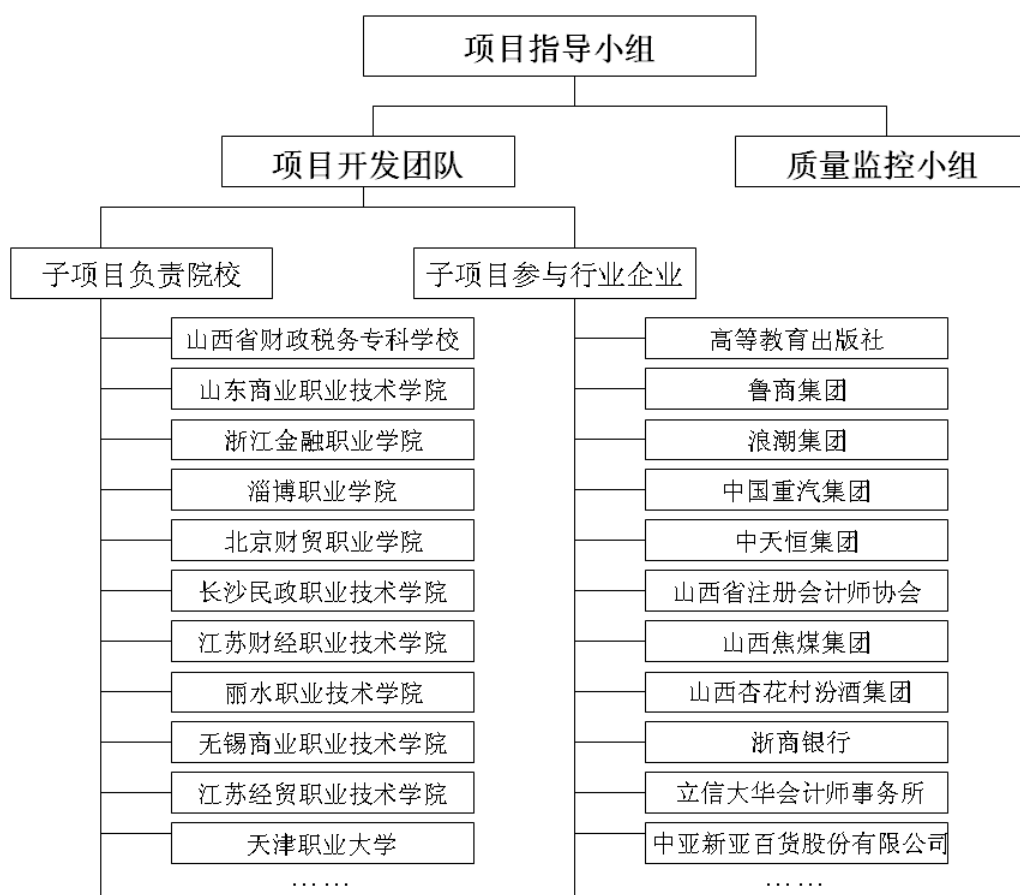 项目指导小组
项目开发团队
质量监控小组
子项目负责院校
子项目参与行业企业
山西省财政税务专科学校
山东商业职业技术学院
浙江金融职业学院
淄博职业学院
北京财贸职业学院
长沙民政职业技术学院
江苏财经职业技术学院
丽水职业技术学院
无锡商业职业技术学院
江苏经贸职业技术学院
天津职业大学
……
高等教育出版社
鲁商集团
浪潮集团
中国重汽集团
中天恒集团
山西省注册会计师协会
山西焦煤集团
山西杏花村汾酒集团
浙商银行
立信大华会计师事务所
中亚新亚百货股份有限公司
……